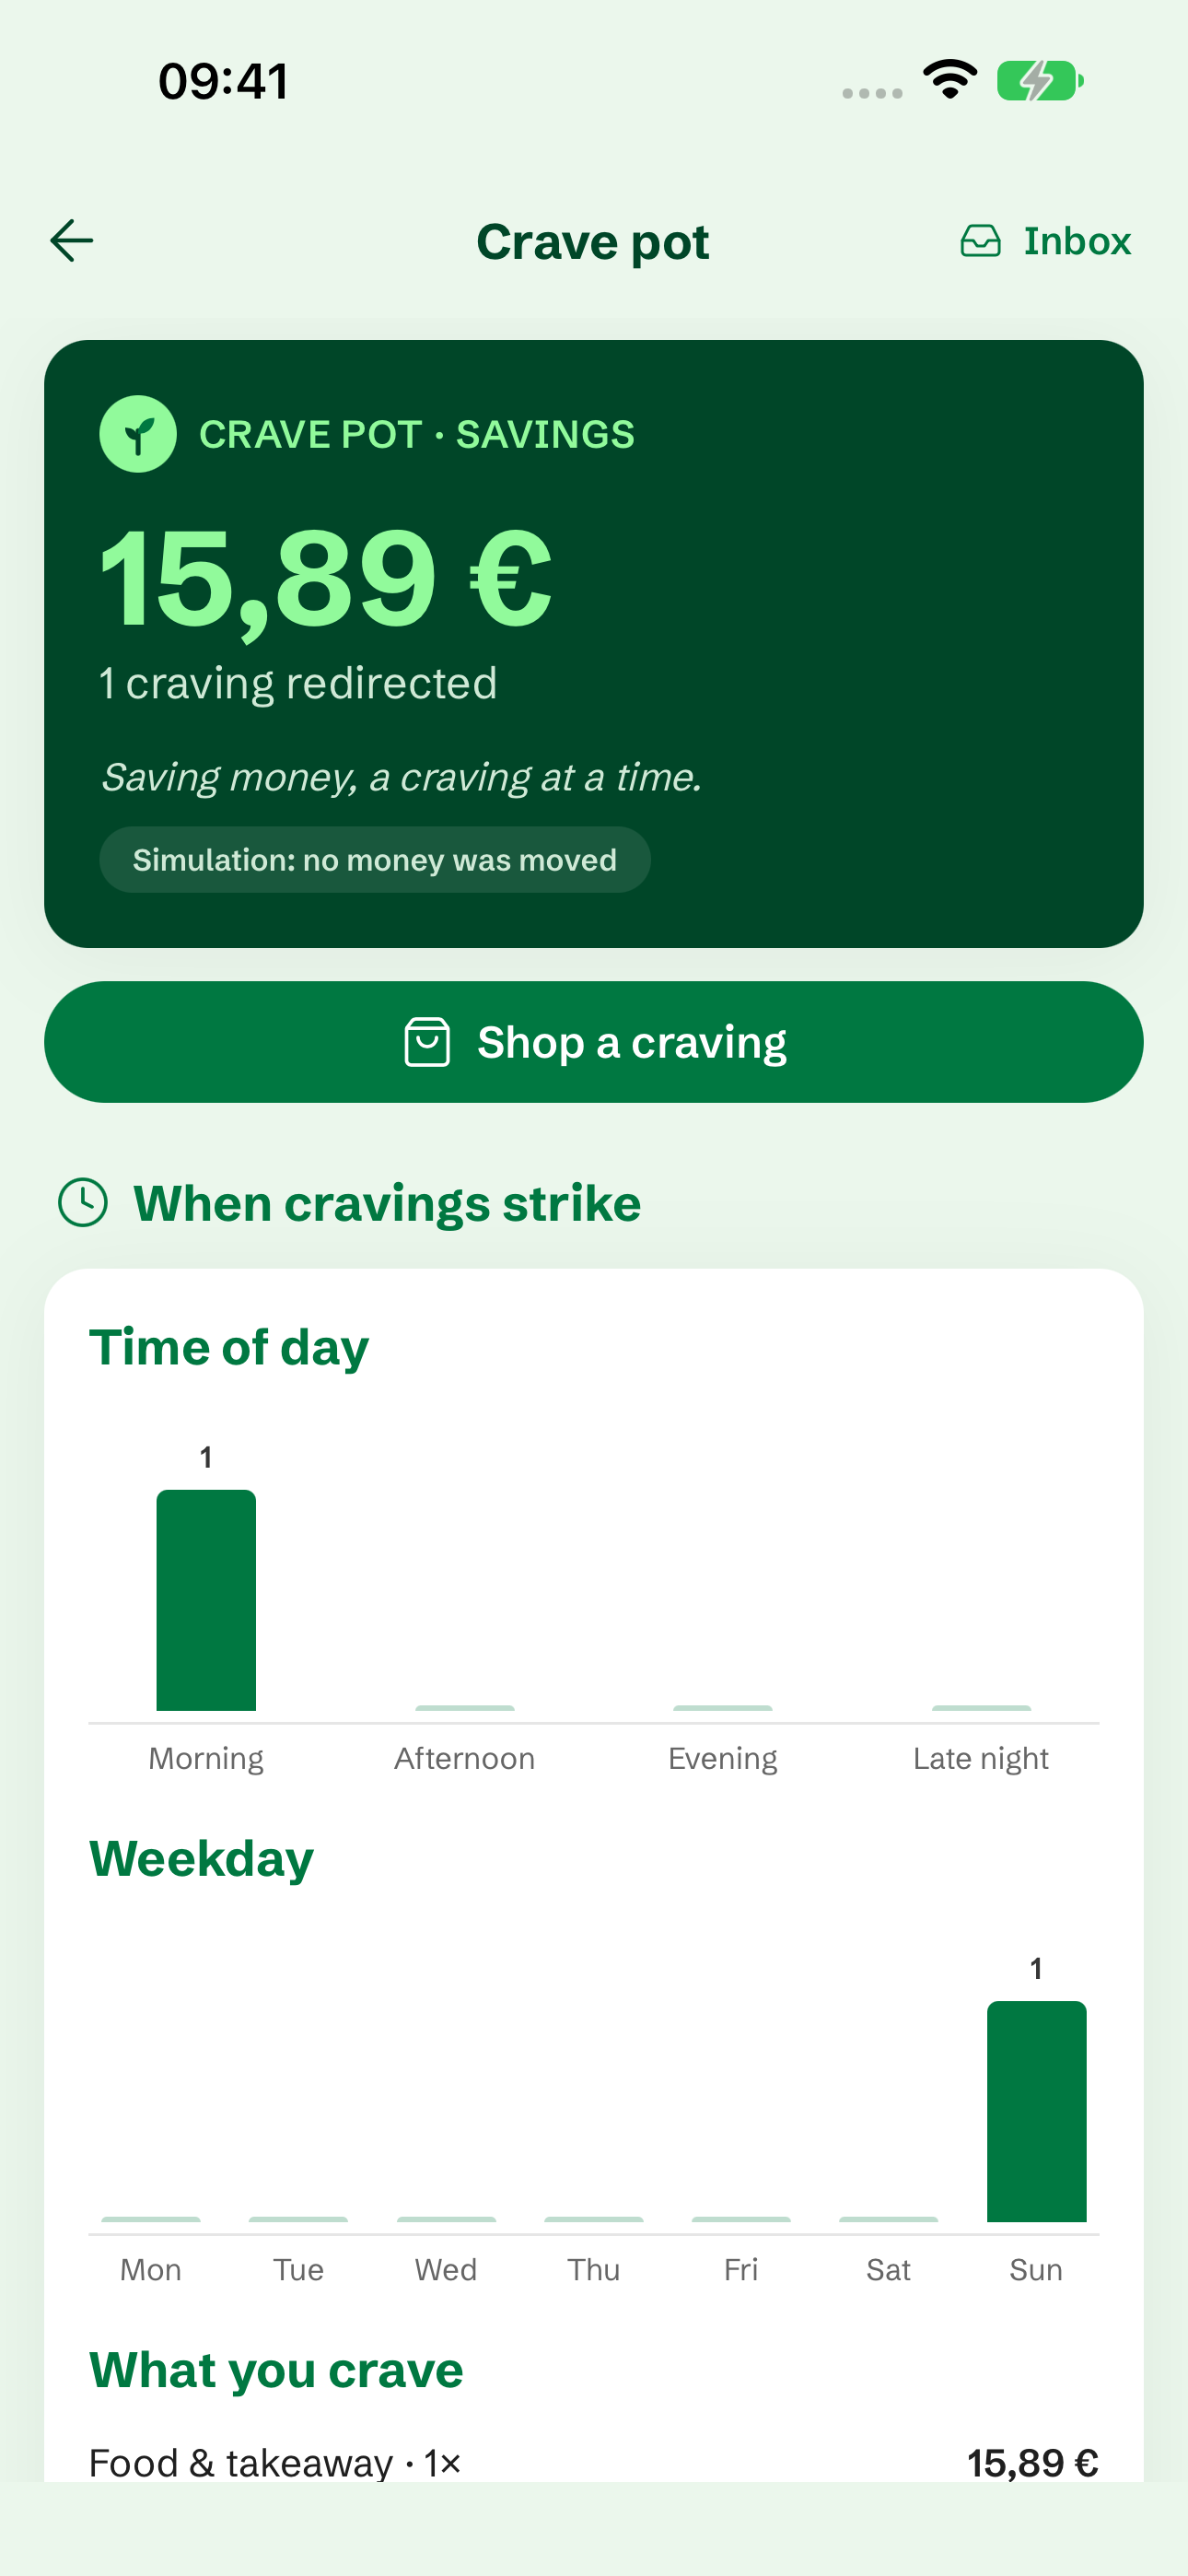 09:41
Crave pot
Inbox
CRAVE POT · SAVINGS
15,89 €
1 craving redirected
Saving money, a craving at a time.
Simulation: no money was moved
Shop a craving
When cravings strike
Time of day
1
Morning Afternoon Evening Late night
Weekday
1
Mon Tue Wed Thu Fri Sat Sun
What you crave
Food & takeaway · 1× 15,89 €